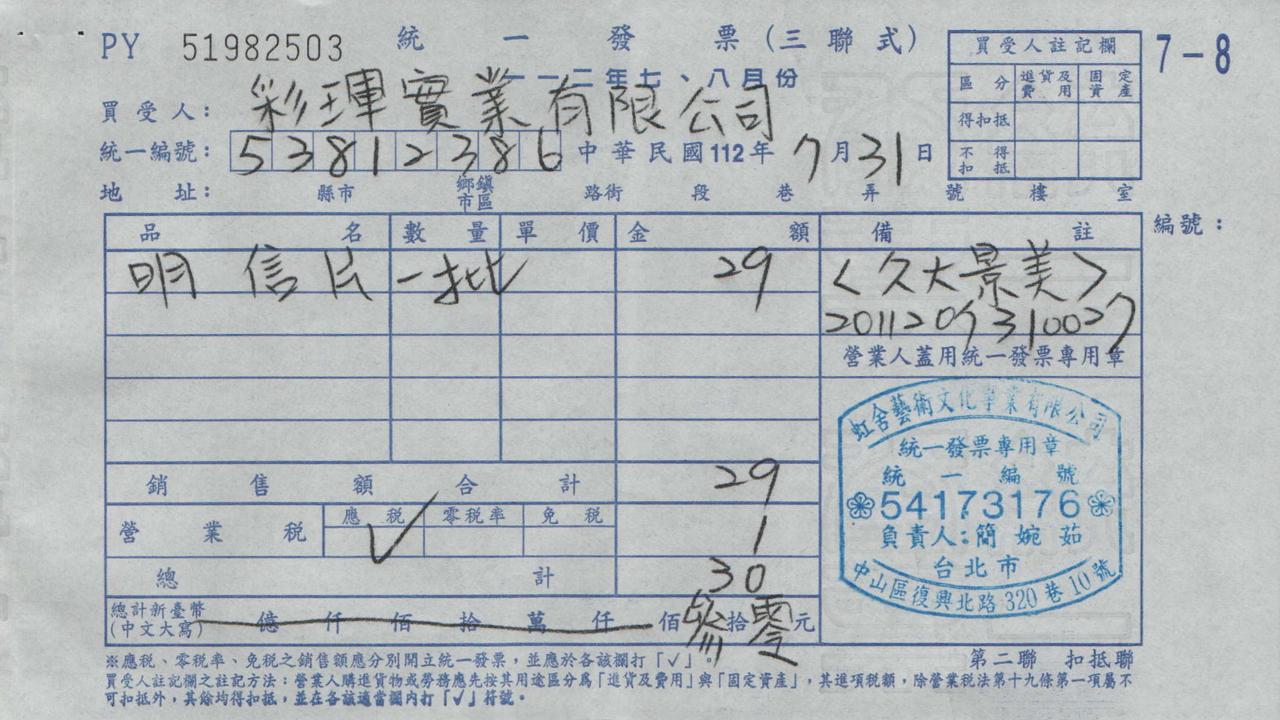 PY 51982503 統一發票(三聯式) 7-8
一一二年七、八月份
買受人: 彩琿實業有限公司
統一編號: 53812386 中華民國112年7月31日
地址: 縣市 鄉鎮市區 路街 段 巷 弄 號 樓 室
買受人註記欄
區分 進貨及費用 固定資產
得扣抵
不得扣抵
編號:
品名 數量 單價 金額 備註
明信民 一批 29 <久大景美>
2011207310027
營業人蓋用統一發票專用章
虹舍藝術文化事業有限公司
統一發票專用章
統一編號
54173176
負責人:簡婉茹
台北市
中山區復興北路320巷10號
銷售額合計 29
營業稅 應稅 ✓ 零稅率 免稅 1
總計 30
總計新臺幣(中文大寫) 億仟佰拾萬仟佰參拾零元
※應稅、零稅率、免稅之銷售額應分別開立統一發票,並應於各該欄打「✓」。
第二聯 扣抵聯
買受人註記欄之註記方法:營業人購進貨物或勞務應先按其用途區分為「進貨及費用」與「固定資產」,其進項稅額,除營業稅法第十九條第一項屬不
可扣抵外,其餘均得扣抵,並在各該適當欄內打「✓」符號。